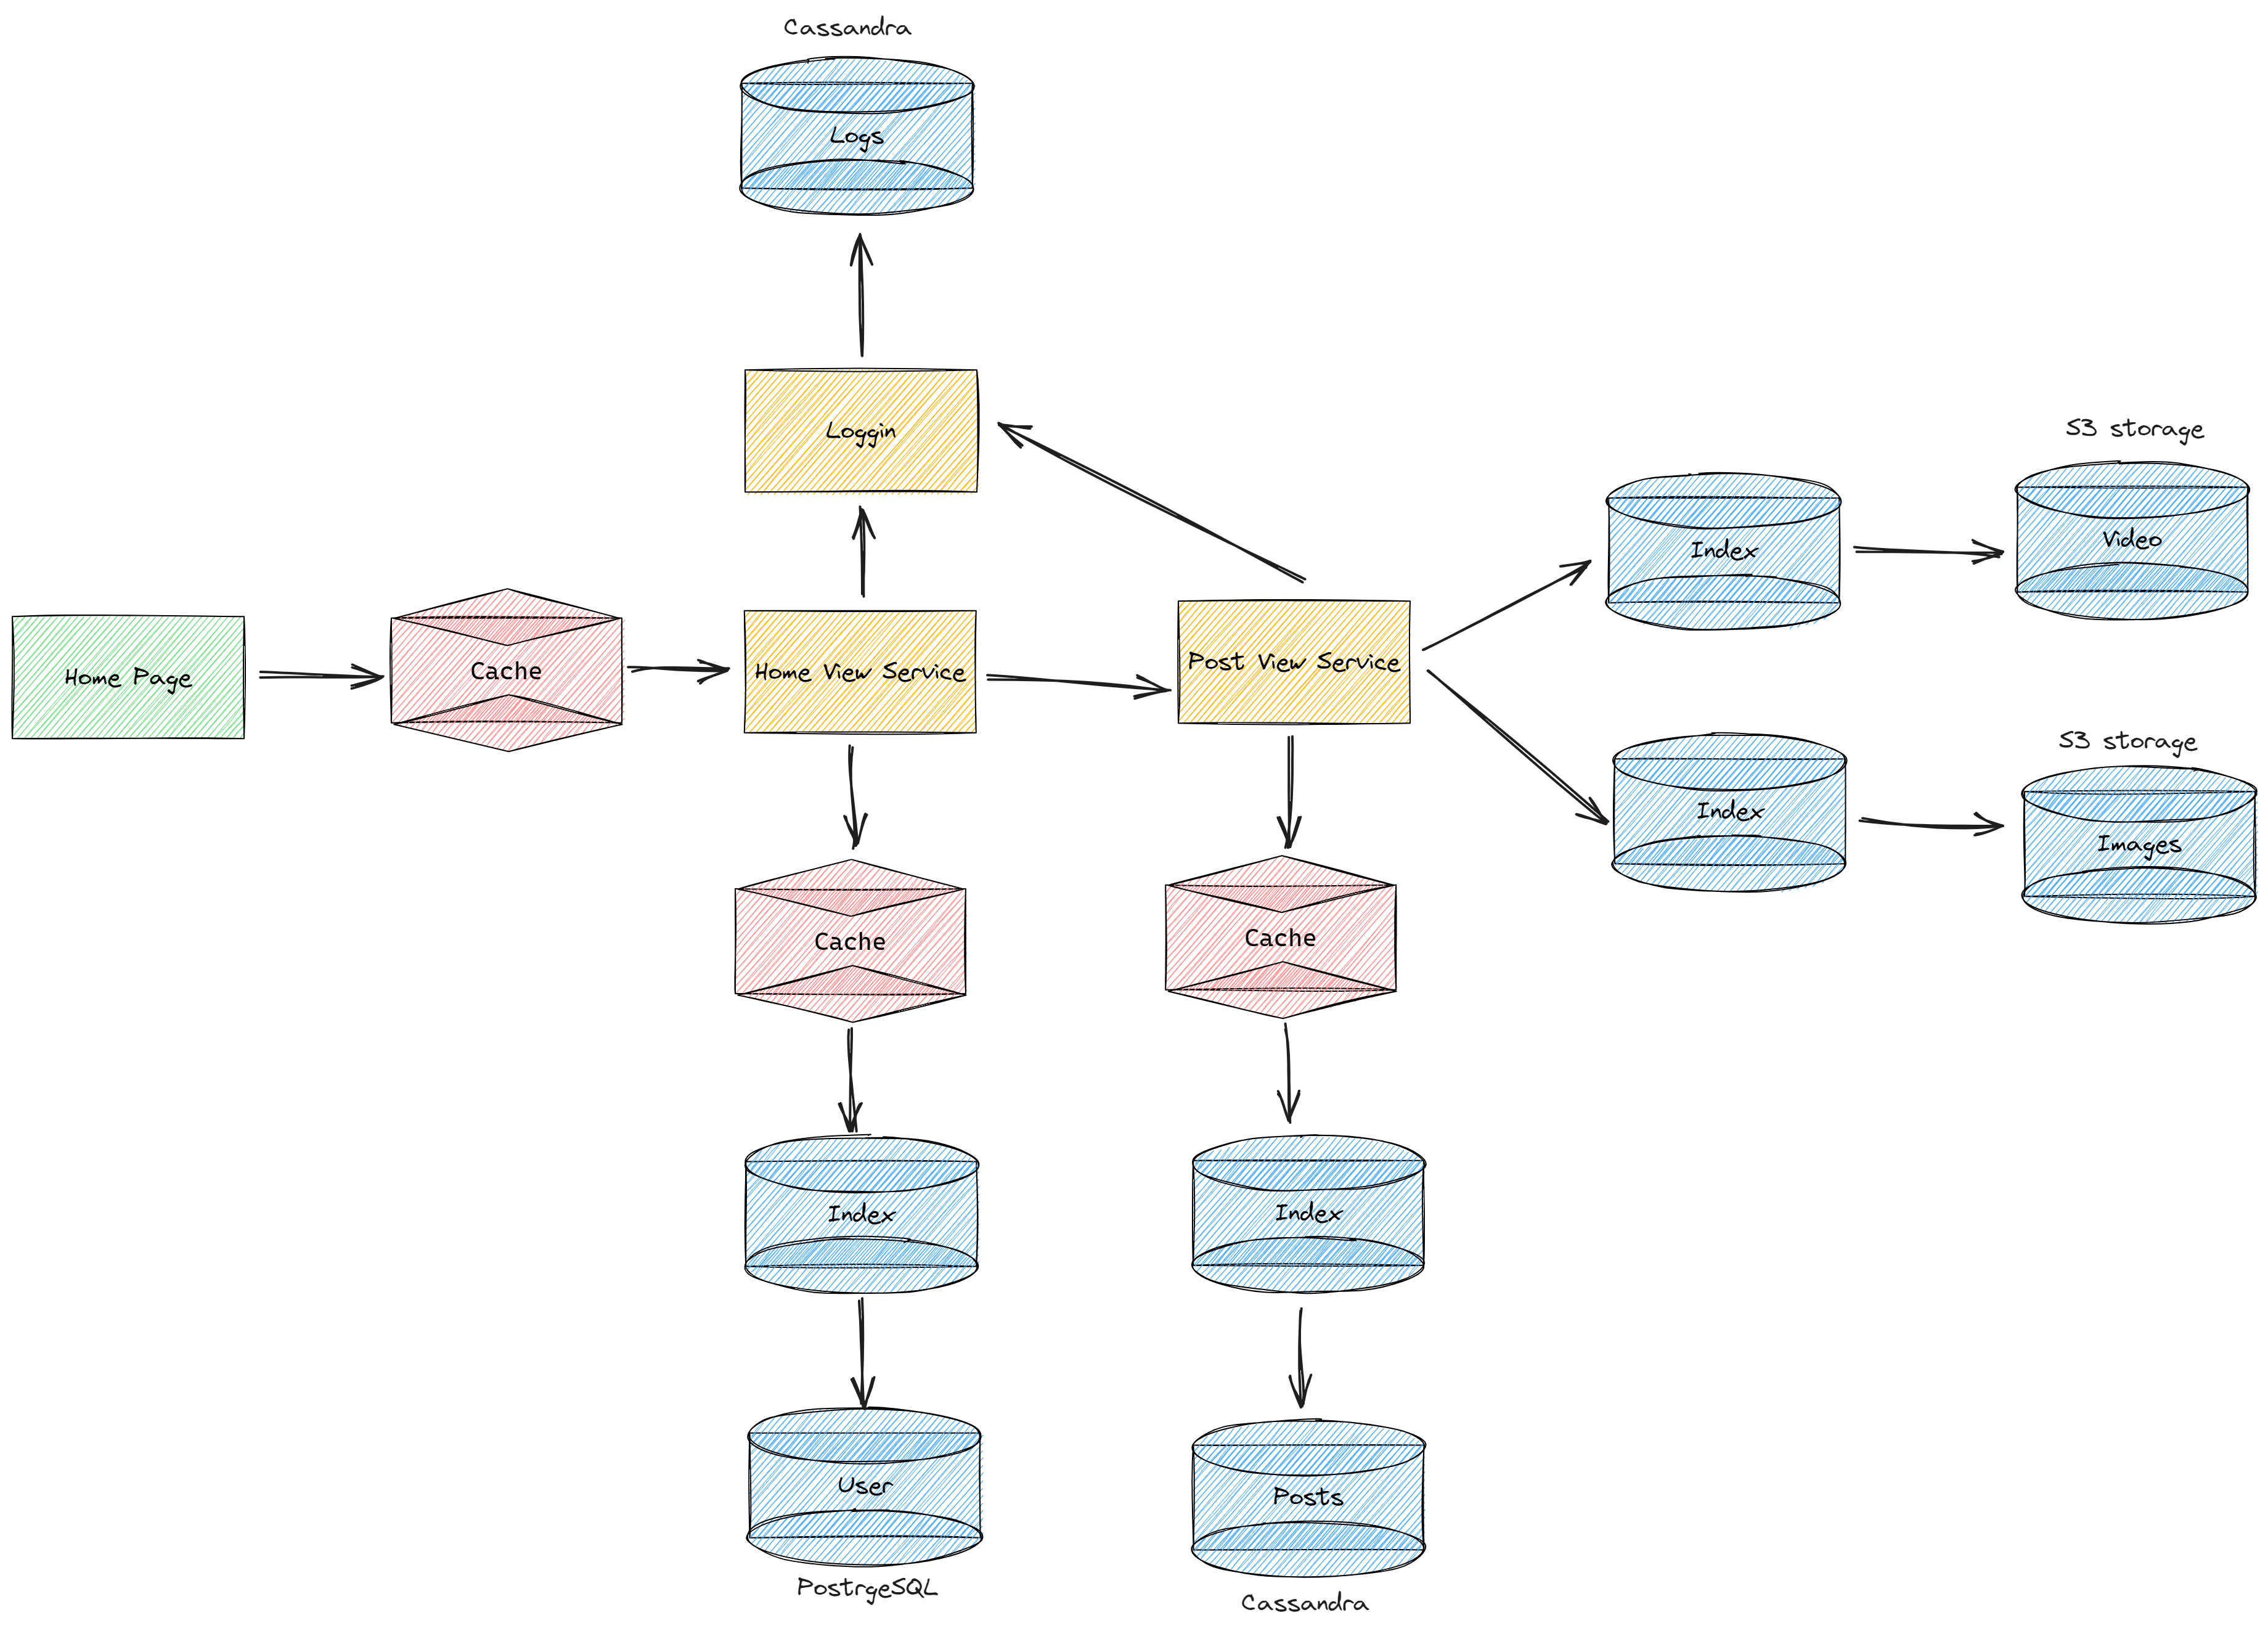 Cassandra
Logs
Loggin
S3 storage
Video
Index
Home Page
Cache
Home View Service
Post View Service
S3 storage
Images
Index
Cache
Cache
Index
Index
User
Posts
PostrgeSQL
Cassandra